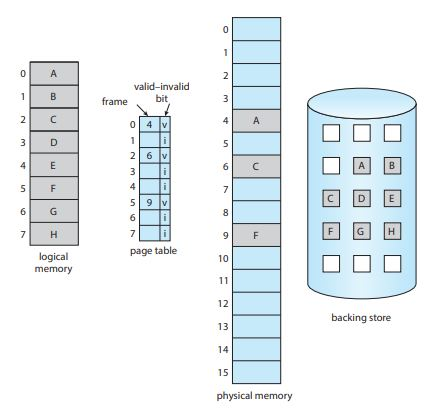 0 A
1 B
2 C
3 D
4 E
5 F
6 G
7 H
logical
memory
valid–invalid
bit
frame
0 4 v
1 i
2 6 v
3 i
4 i
5 9 v
6 i
7 i
page table
0
1
2
3
4 A
5
6 C
7
8
9 F
10
11
12
13
14
15
physical memory
A B
C D E
F G H
backing store